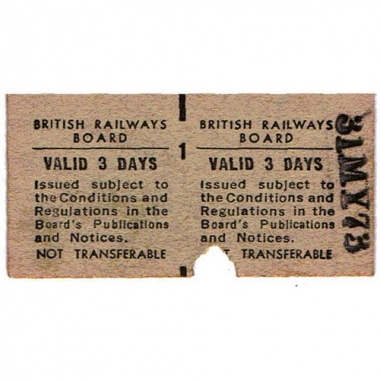 BRITISH RAILWAYS
BOARD
VALID 3 DAYS
Issued subject to
the Conditions and
Regulations in the
Board's Publications
and Notices.
NOT TRANSFERABLE
1
BRITISH RAILWAYS
BOARD
VALID 3 DAYS
Issued subject to
the Conditions and
Regulations in the
Board's Publications
and Notices.
T TRANSFERABLE
31MY73